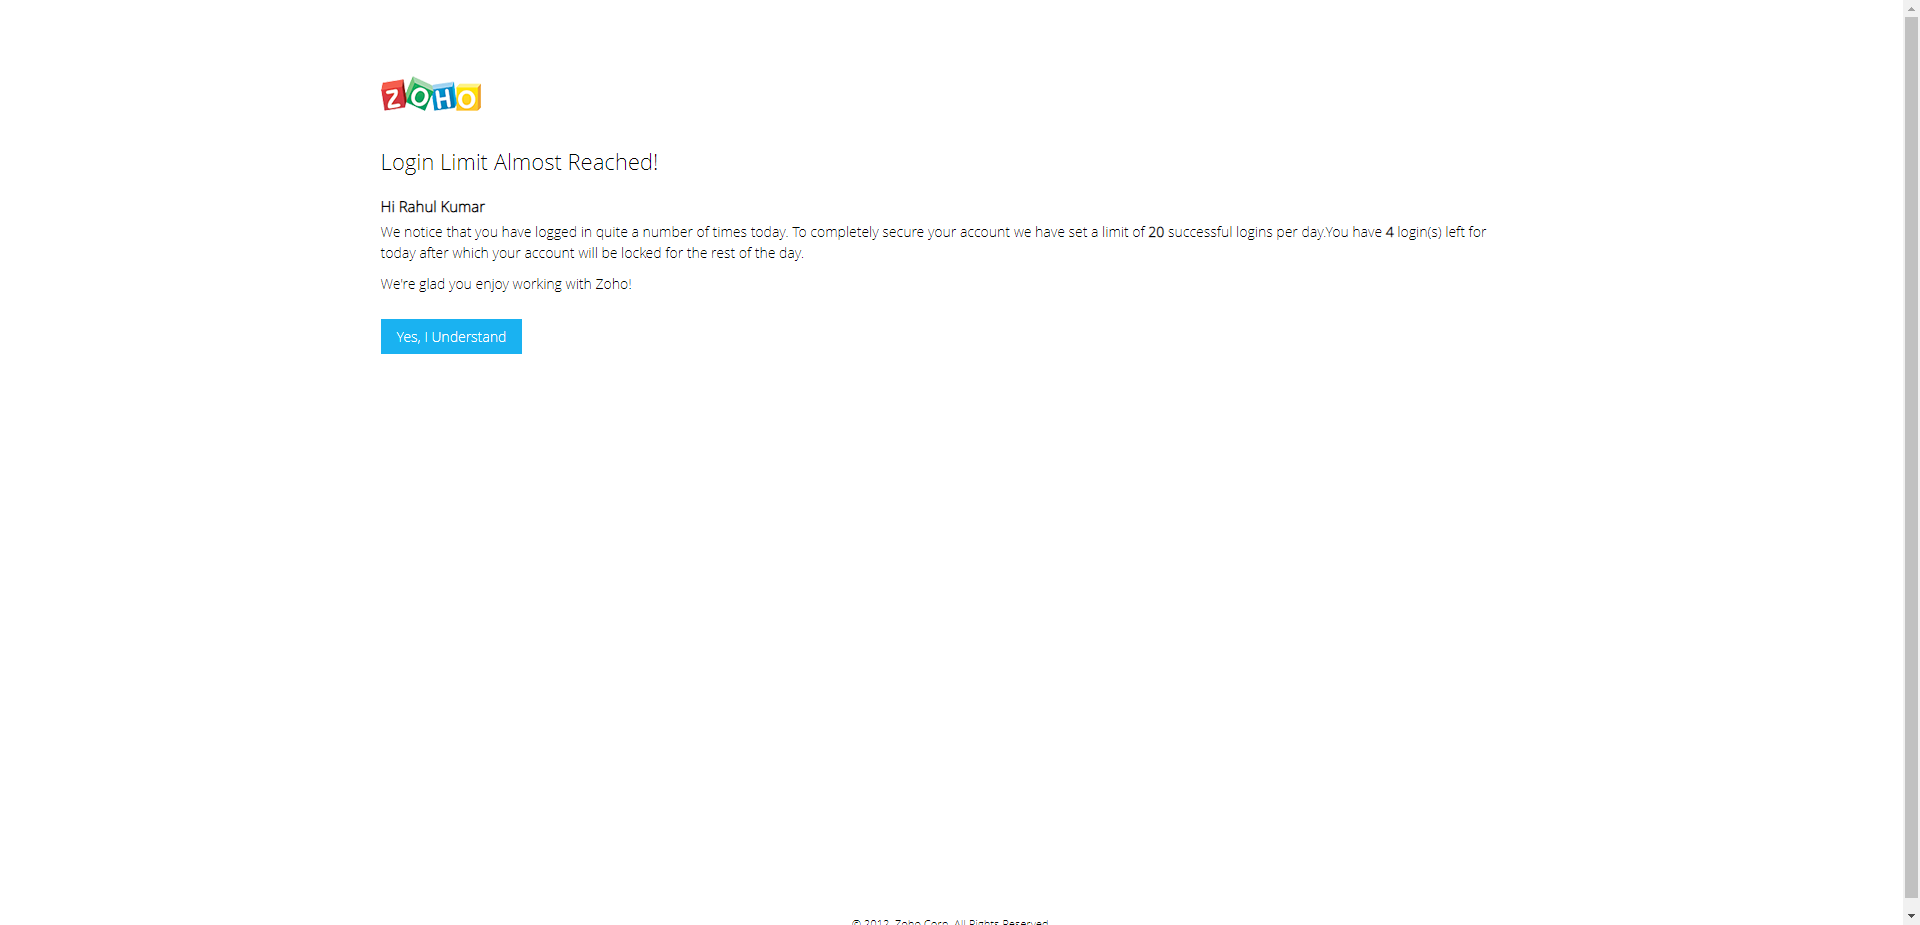 ZOHO
Login Limit Almost Reached!
Hi Rahul Kumar
We notice that you have logged in quite a number of times today. To completely secure your account we have set a limit of 20 successful logins per day.You have 4 login(s) left for
today after which your account will be locked for the rest of the day.
We're glad you enjoy working with Zoho!
Yes, I Understand
© 2012, Zoho Corp. All Rights Reserved.